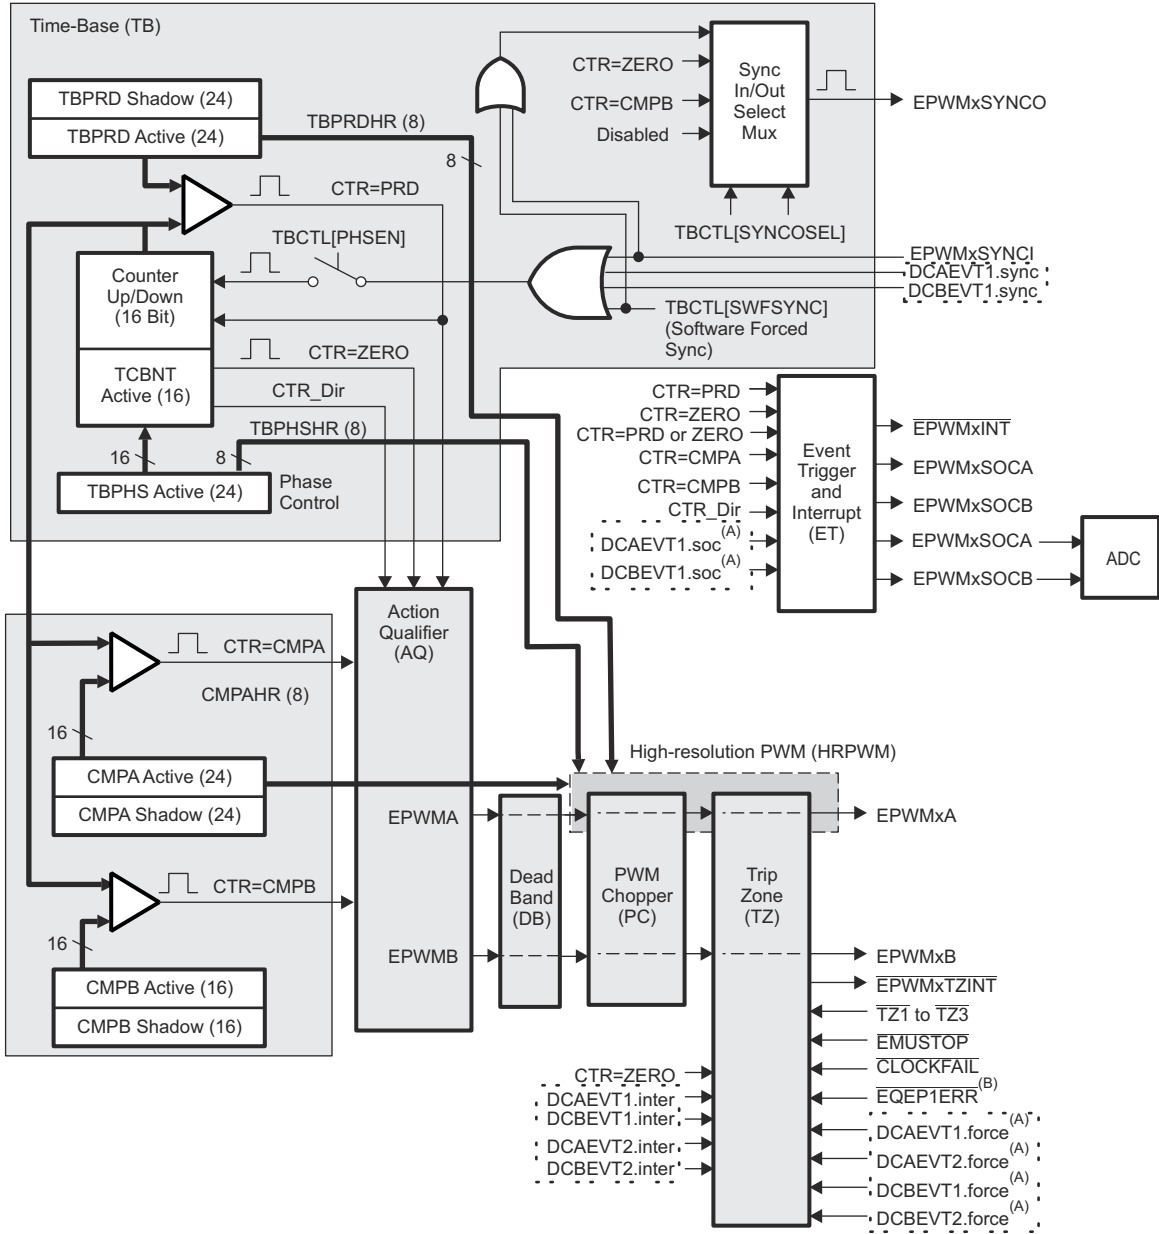 Time-Base (TB)
TBPRD Shadow (24)
TBPRD Active (24)
TBPRDHR (8)
8
CTR=PRD
TBCTL[PHSEN]
Counter
Up/Down
(16 Bit)
TCBNT
Active (16)
CTR=ZERO
CTR_Dir
TBPHSHR (8)
16
8
TBPHS Active (24)
Phase
Control
CTR=ZERO
CTR=CMPB
Disabled
Sync
In/Out
Select
Mux
EPWMxSYNCO
TBCTL[SYNCOSEL]
EPWMxSYNCI
DCAEVT1.sync
DCBEVT1.sync
TBCTL[SWFSYNC]
(Software Forced
Sync)
CTR=PRD
CTR=ZERO
CTR=PRD or ZERO
CTR=CMPA
CTR=CMPB
CTR_Dir
DCAEVT1.soc(A)
DCBEVT1.soc(A)
Event
Trigger
and
Interrupt
(ET)
EPWMxINT
EPWMxSOCA
EPWMxSOCB
EPWMxSOCA
EPWMxSOCB
ADC
Action
Qualifier
(AQ)
CTR=CMPA
CMPAHR (8)
16
CMPA Active (24)
CMPA Shadow (24)
CTR=CMPB
16
CMPB Active (16)
CMPB Shadow (16)
EPWMA
EPWMB
High-resolution PWM (HRPWM)
Dead
Band
(DB)
PWM
Chopper
(PC)
Trip
Zone
(TZ)
EPWMxA
EPWMxB
EPWMxTZINT
TZ1 to TZ3
EMUSTOP
CLOCKFAIL
EQEP1ERR(B)
DCAEVT1.force(A)
DCAEVT2.force(A)
DCBEVT1.force(A)
DCBEVT2.force(A)
CTR=ZERO
DCAEVT1.inter
DCBEVT1.inter
DCAEVT2.inter
DCBEVT2.inter